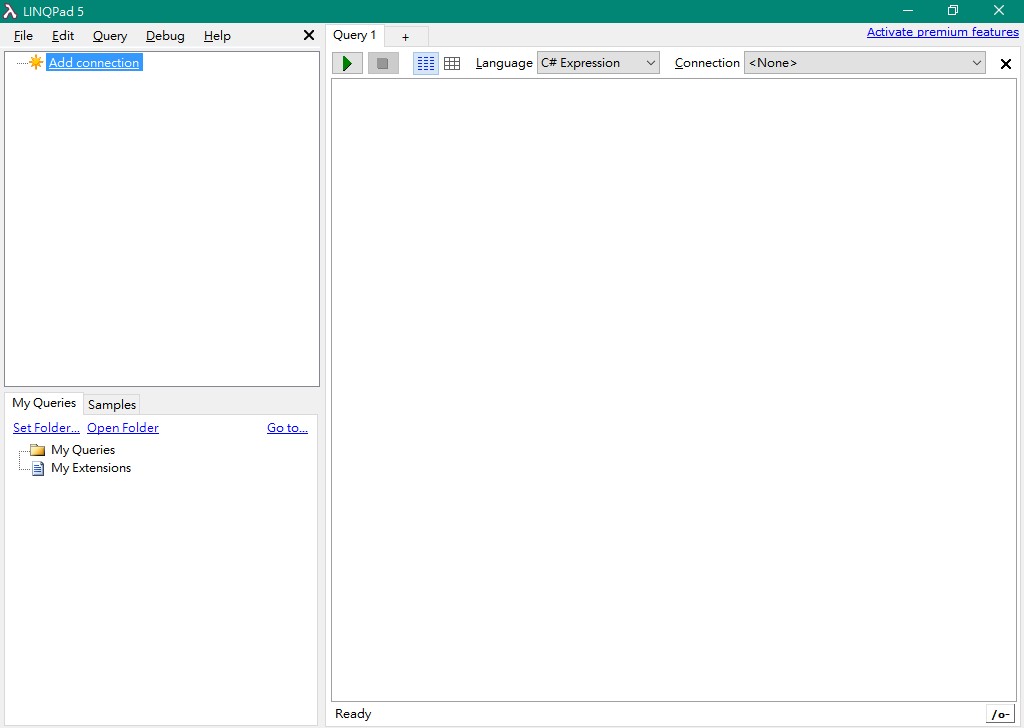 LINQPad 5
File Edit Query Debug Help
Add connection
My Queries Samples
Set Folder... Open Folder Go to...
My Queries
My Extensions
Query 1 + Activate premium features
Language C# Expression Connection <None>
Ready /o-